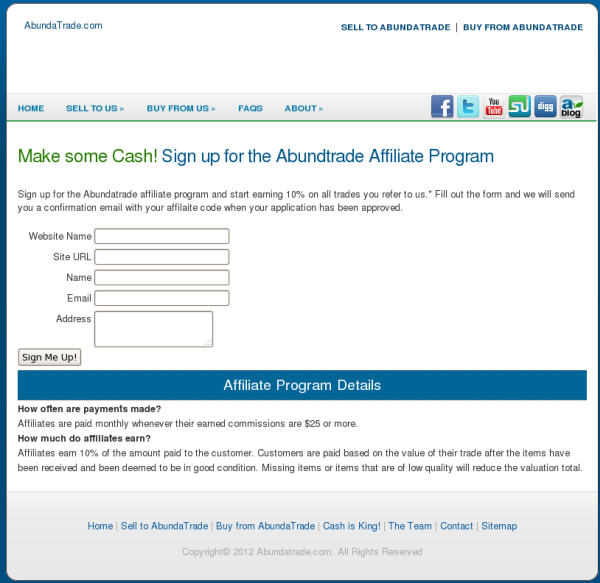 AbundaTrade.com
SELL TO ABUNDATRADE | BUY FROM ABUNDATRADE
HOME SELL TO US » BUY FROM US » FAQS ABOUT »
f t You Tube SU digg a blog
Make some Cash! Sign up for the Abundtrade Affiliate Program
Sign up for the Abundatrade affiliate program and start earning 10% on all trades you refer to us.* Fill out the form and we will send
you a confirmation email with your affilaite code when your application has been approved.
Website Name
Site URL
Name
Email
Address
Sign Me Up!
Affiliate Program Details
How often are payments made?
Affiliates are paid monthly whenever their earned commissions are $25 or more.
How much do affiliates earn?
Affiliates earn 10% of the amount paid to the customer. Customers are paid based on the value of their trade after the items have
been received and been deemed to be in good condition. Missing items or items that are of low quality will reduce the valuation total.
Home | Sell to AbundaTrade | Buy from AbundaTrade | Cash is King! | The Team | Contact | Sitemap
Copyright© 2012 Abundatrade.com. All Rights Reserved